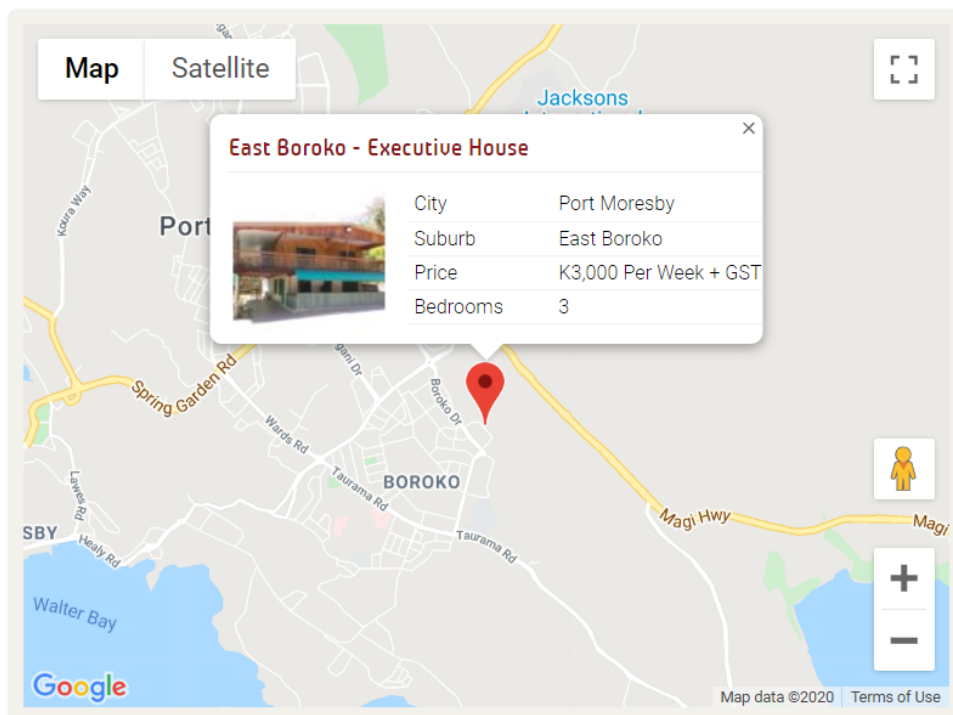 Map
Satellite
Jacksons
East Boroko - Executive House
×
City Port Moresby
Suburb East Boroko
Price K3,000 Per Week + GST
Bedrooms 3
Koura Way
Port
Spring Garden Rd
Boroko Dr
Wards Rd
BOROKO
Taurama Rd
Taurama Rd
Lawes Rd
Healy Rd
SBY
Magi Hwy
Magi
Walter Bay
Google
Map data ©2020
Terms of Use